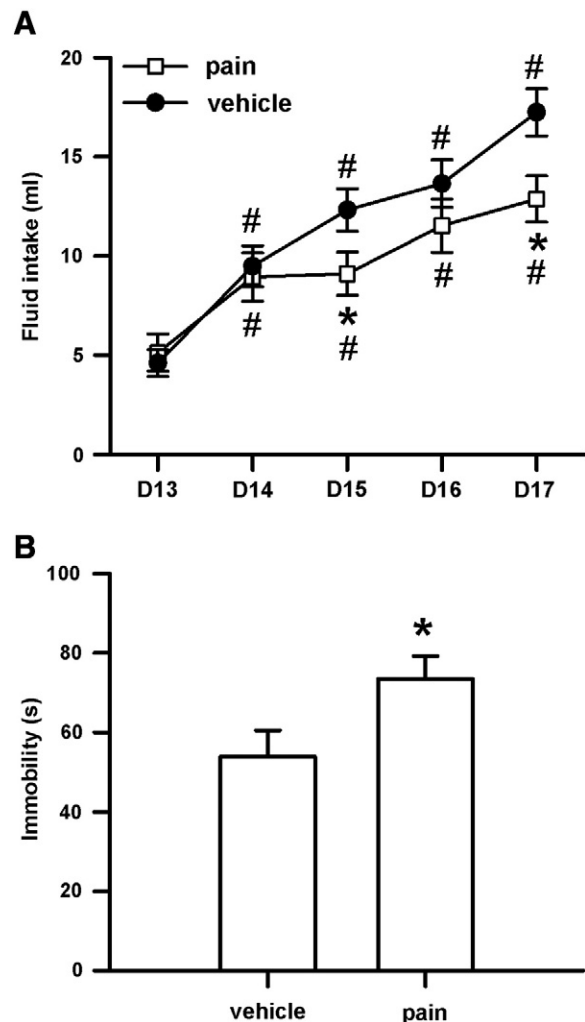 A
20
15
10
5
0
Fluid intake (ml)
pain
vehicle
#
#
#
#
#
*
#
#
*
#
D13 D14 D15 D16 D17
B
100
80
60
40
20
0
Immobility (s)
*
vehicle pain